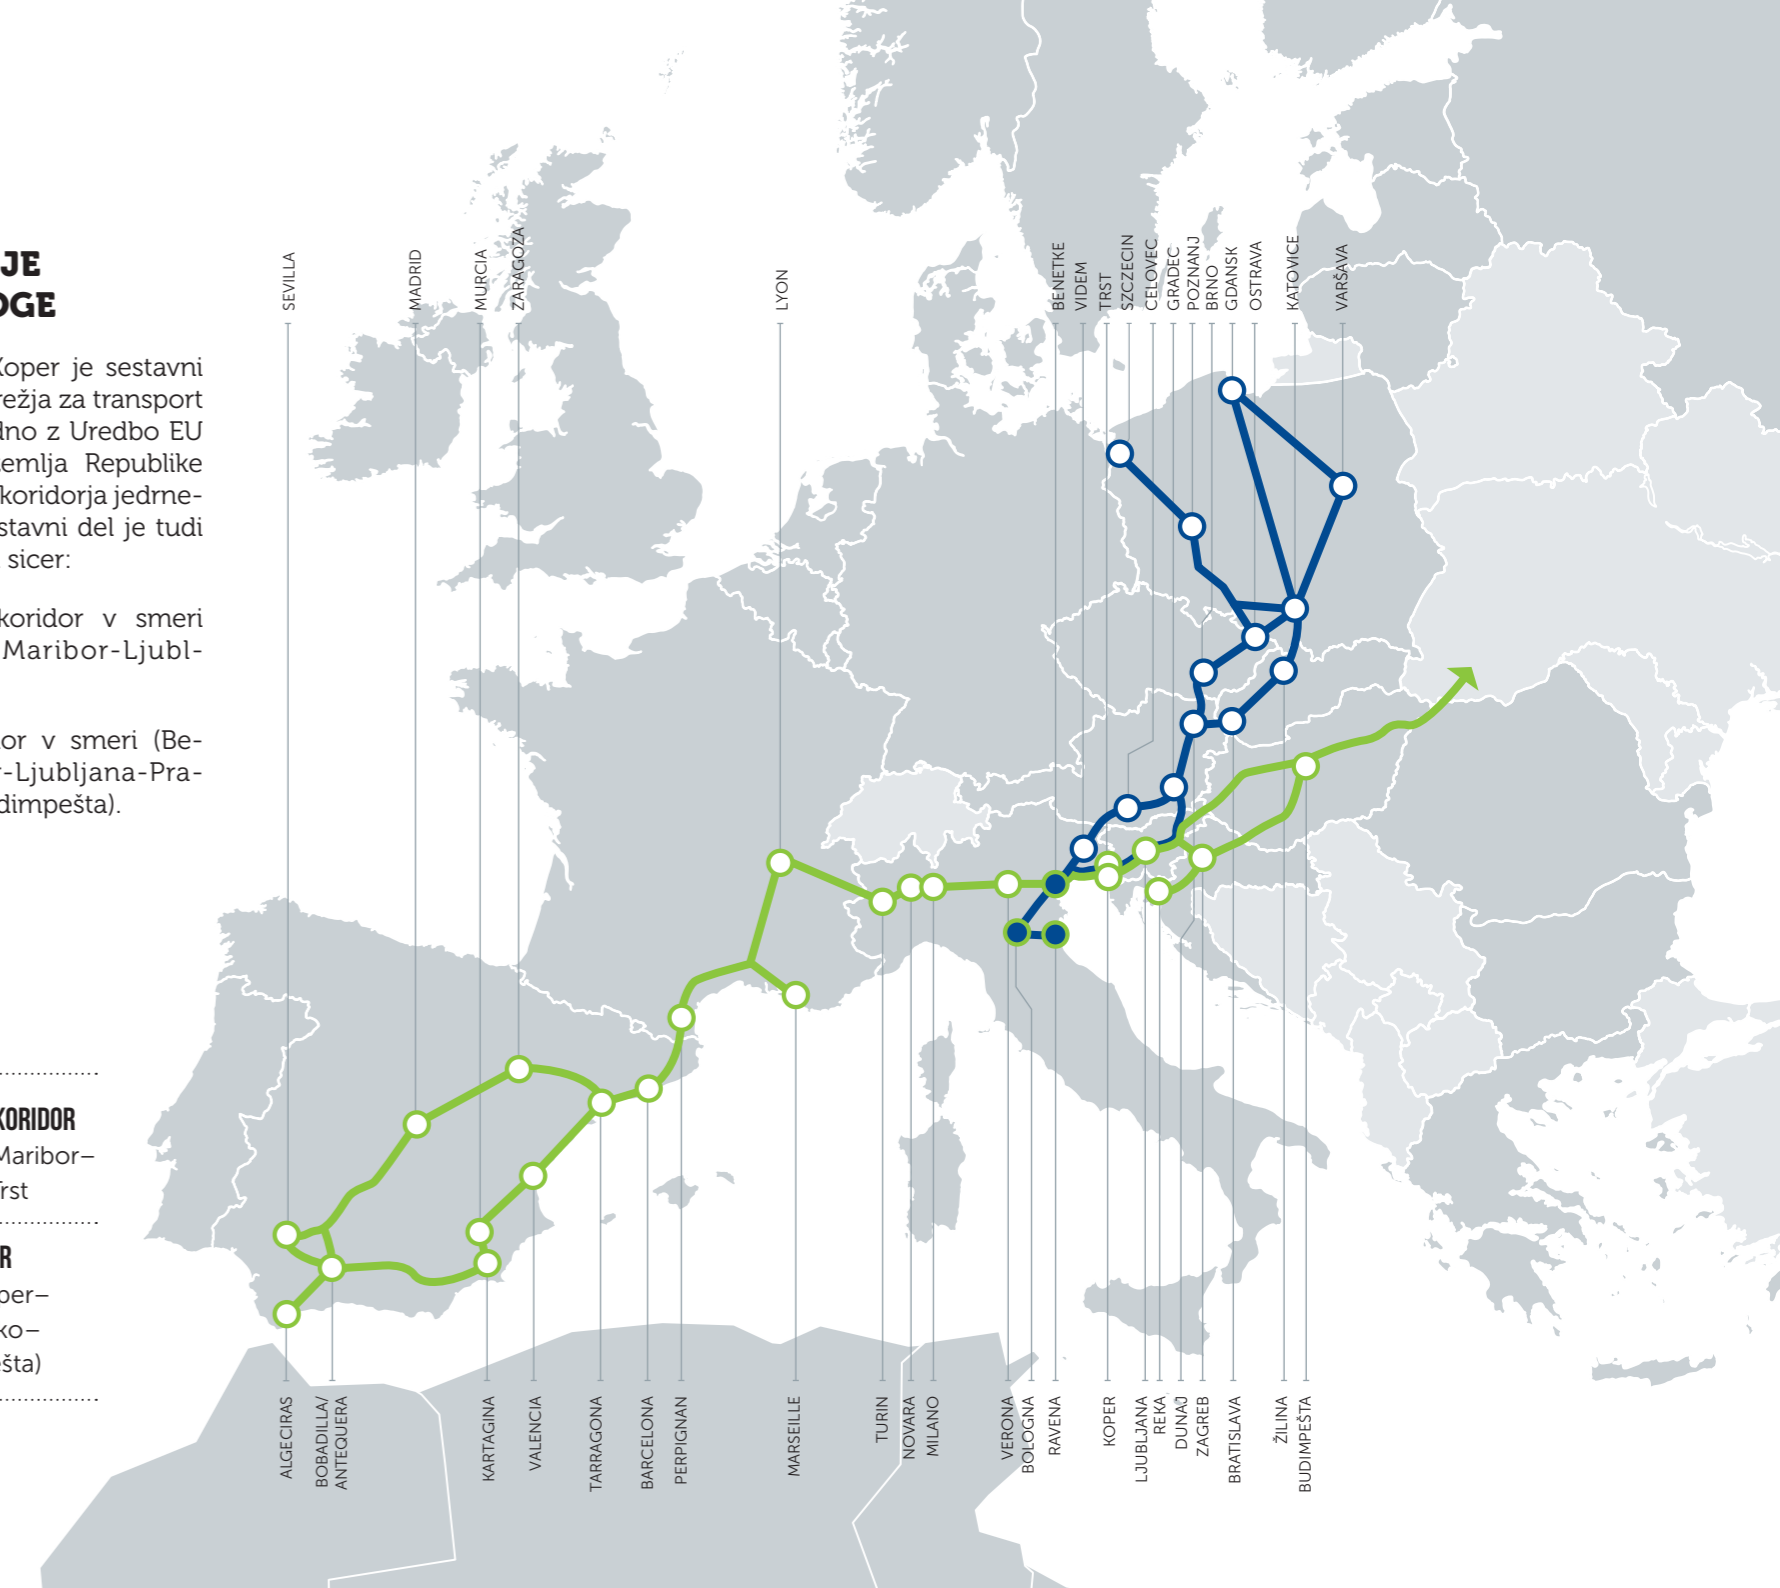 JE
OGE
Koper je sestavni
režja za transport
dno z Uredbo EU
zemlja Republike
koridorja jedrne-
stavni del je tudi
sicer:
koridor v smeri
Maribor-Ljubl-
or v smeri (Be-
r-Ljubljana-Pra-
dimpešta).
KORIDOR
Maribor–
Trst
R
per–
ko–
ešta)
SEVILLA
MADRID
MURCIA
ZARAGOZA
LYON
BENETKE
VIDEM
TRST
SZCZECIN
CELOVEC
GRADEC
POZNANJ
BRNO
GDANSK
OSTRAVA
KATOVICE
VARŠAVA
ALGECIRAS
BOBADILLA/
ANTEQUERA
KARTAGINA
VALENCIA
TARRAGONA
BARCELONA
PERPIGNAN
MARSEILLE
TURIN
NOVARA
MILANO
VERONA
BOLOGNA
RAVENA
KOPER
LJUBLJANA
REKA
DUNAJ
ZAGREB
BRATISLAVA
ŽILINA
BUDIMPEŠTA